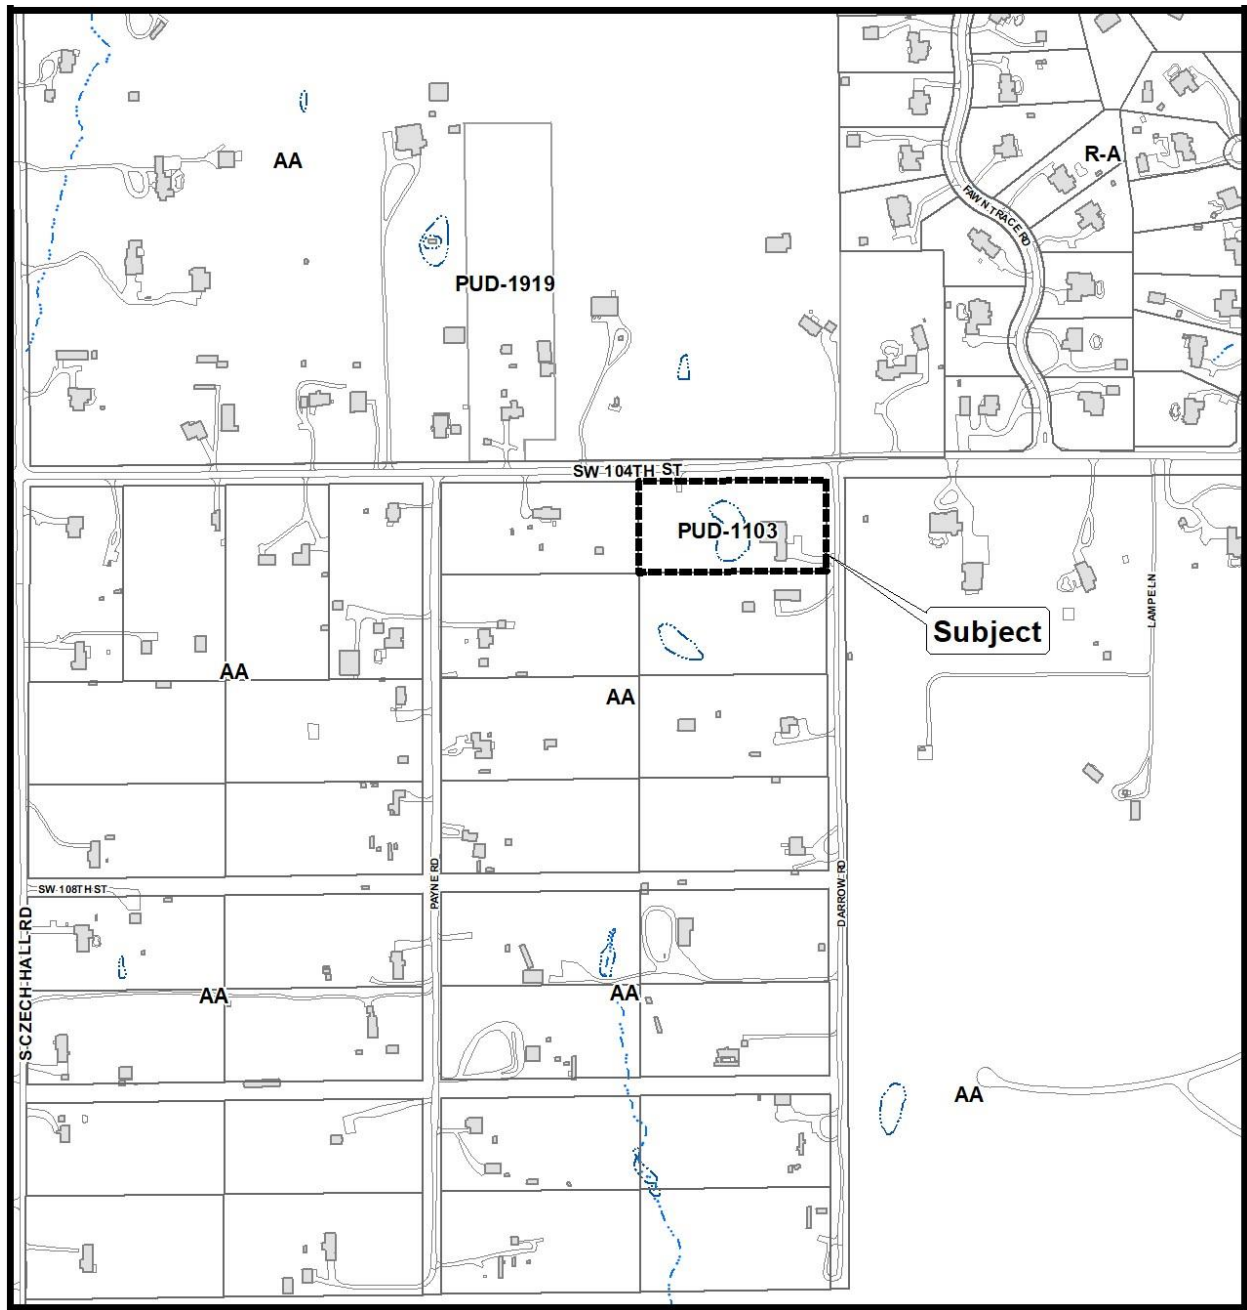 R-A
AA
FAWN TRACE RD
PUD-1919
SW 104TH ST
PUD-1103
LAMPE LN
Subject
AA
AA
PAYNE RD
SW 108TH ST
DARROW RD
S CZECH HALL RD
AA
AA
AA